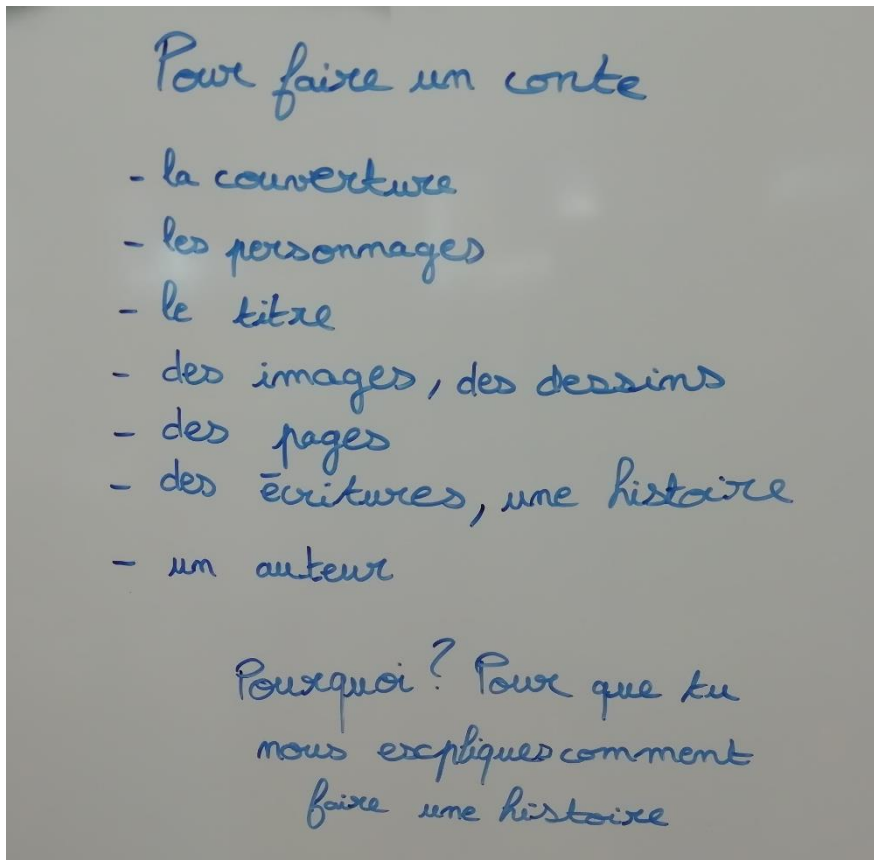 Pour faire un conte
- la couverture
- les personnages
- le titre
- des images, des dessins
- des pages
- des écritures, une histoire
- un auteur
Pourquoi ? Pour que tu
nous expliques comment
faire une histoire